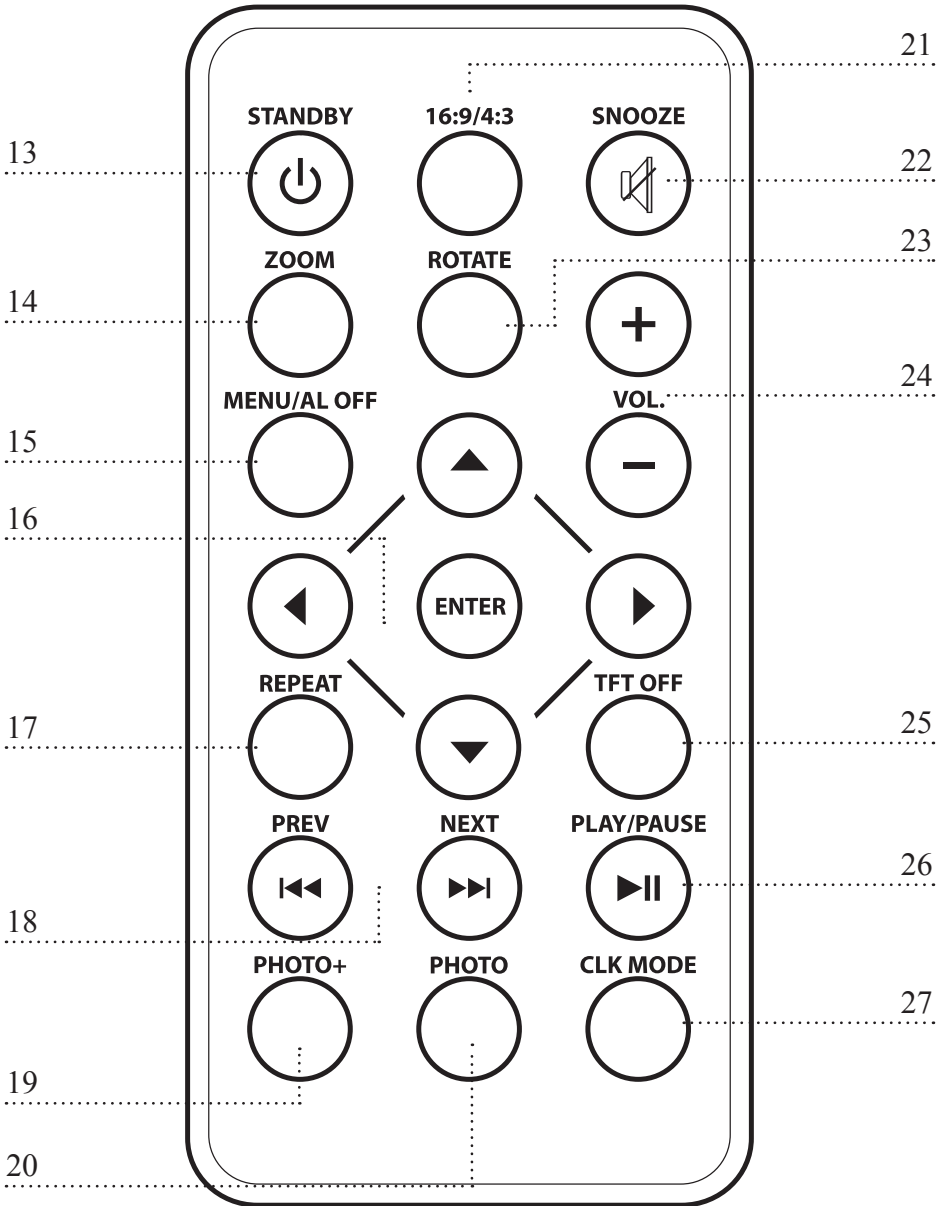 21
STANDBY 16:9/4:3 SNOOZE
13
22
23
ZOOM ROTATE
14
24
MENU/AL OFF VOL.
15
16
ENTER
REPEAT TFT OFF
17
25
PREV NEXT PLAY/PAUSE
26
18
PHOTO+ PHOTO CLK MODE
27
19
20